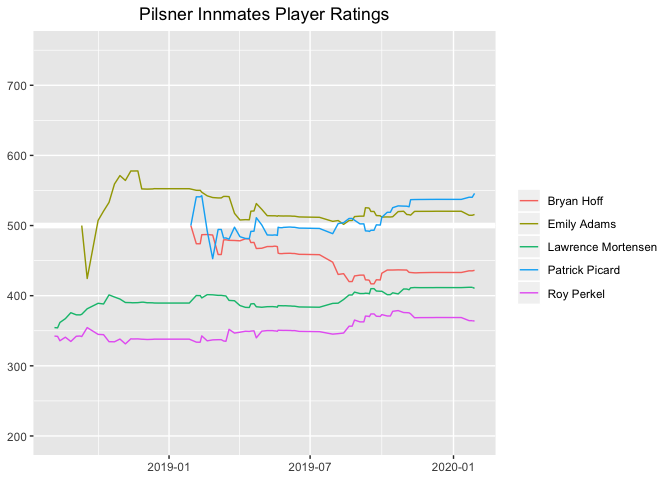 Pilsner Innmates Player Ratings
700
600
500
400
300
200
2019-01
2019-07
2020-01
Bryan Hoff
Emily Adams
Lawrence Mortensen
Patrick Picard
Roy Perkel